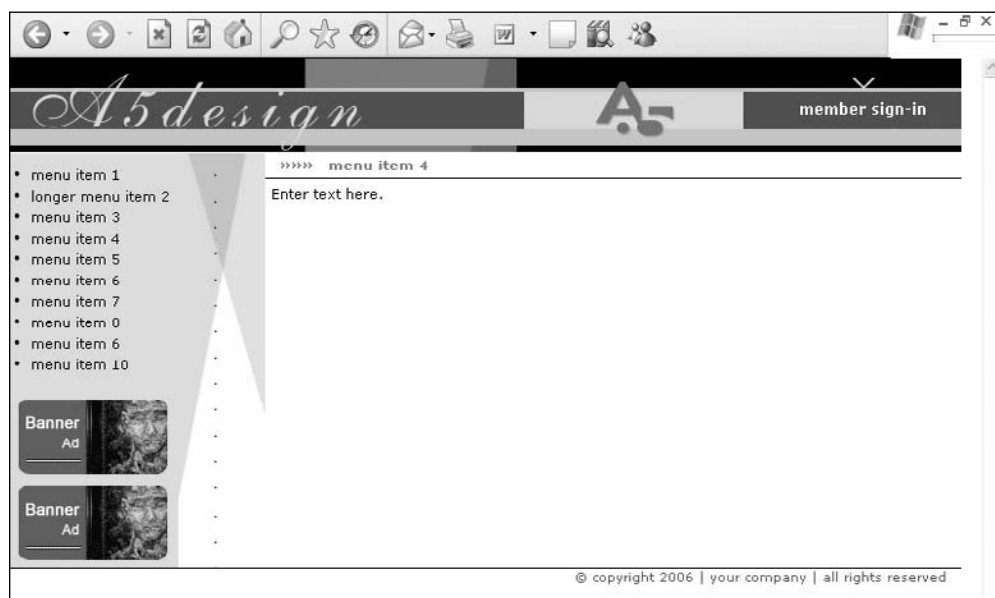 A5design
A5
member sign-in
»»»» menu item 4
Enter text here.
• menu item 1
• longer menu item 2
• menu item 3
• menu item 4
• menu item 5
• menu item 6
• menu item 7
• menu item 0
• menu item 6
• menu item 10
Banner
Ad
Banner
Ad
© copyright 2006 | your company | all rights reserved